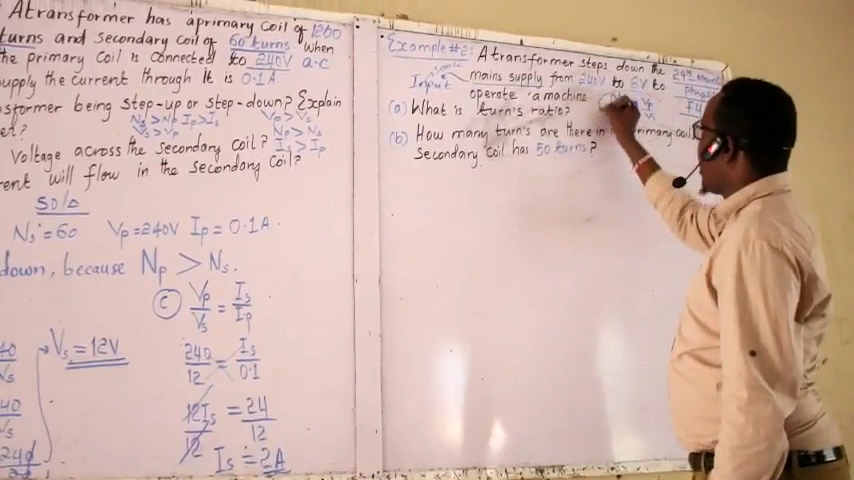 A transformer has a primary coil of 1200
turns and secondary coil of 60 turns when
the primary coil is connected to 240V a.c
supply the current through it is 0.1A
sformer being step-up or step-down? Explain
Ns > Np Ip > Is
Vs > Vp
Vp > Vs
Np > Ns
Is > Ip
Voltage across the secondary coil?
rent will flow in the secondary coil?
Soln
Ns = 60 Vp = 240V Ip = 0.1A
down, because Np > Ns.
(C) Vp/Vs = Is/Ip
Vs = 12V
240/12 = Is/0.1
12Is/12 = 24/12
Is = 2A
Example #2: A transformer steps down the
Input
mains supply from 240V to 6V to
operate a machine
(a) What is turn's ratio?
(b) How many turn's are there in primary coil
Secondary coil has 50 turns?